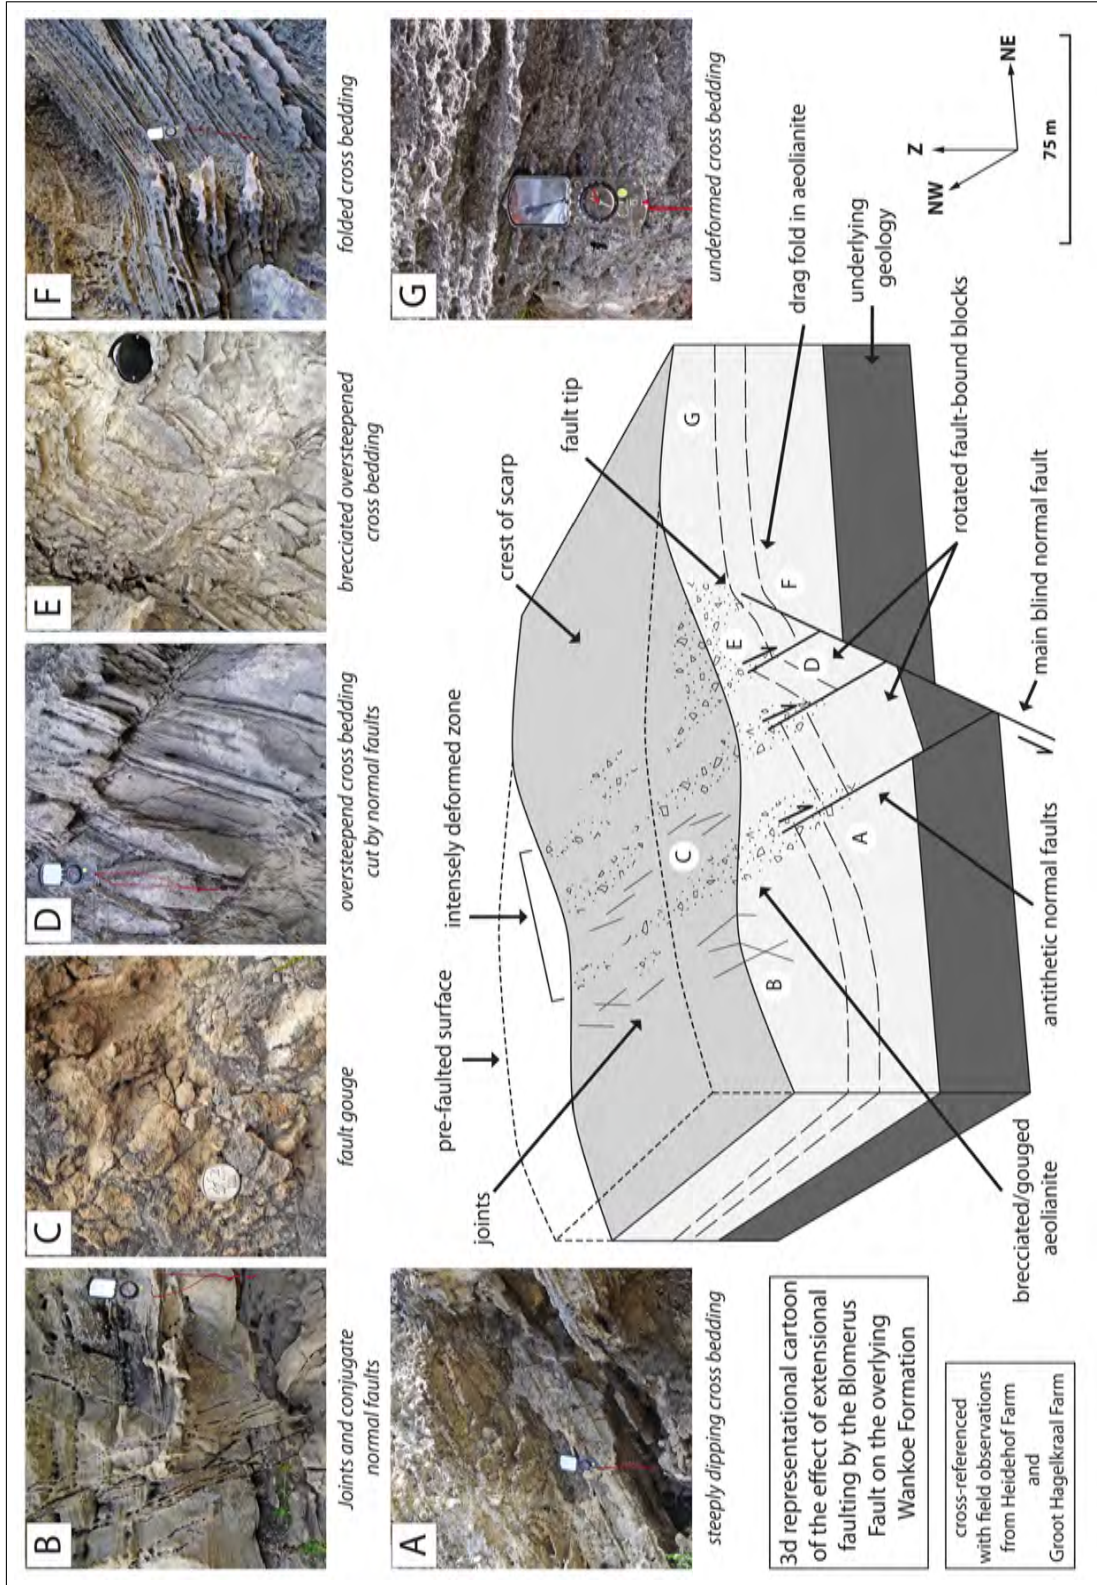 B
Joints and conjugate
normal faults
C
fault gouge
D
oversteepend cross bedding
cut by normal faults
E
brecciated oversteepened
cross bedding
F
folded cross bedding
A
steeply dipping cross bedding
G
undeformed cross bedding
pre-faulted surface
intensely deformed zone
crest of scarp
joints
fault tip
drag fold in aeolianite
underlying
geology
rotated fault-bound blocks
main blind normal fault
antithetic normal faults
brecciated/gouged
aeolianite
B
C
A
D
E
F
G
3d representational cartoon
of the effect of extensional
faulting by the Blomerus
Fault on the overlying
Wankoe Formation
cross-referenced
with field observations
from Heidehof Farm
and
Groot Hagelkraal Farm
NW
Z
NE
75 m